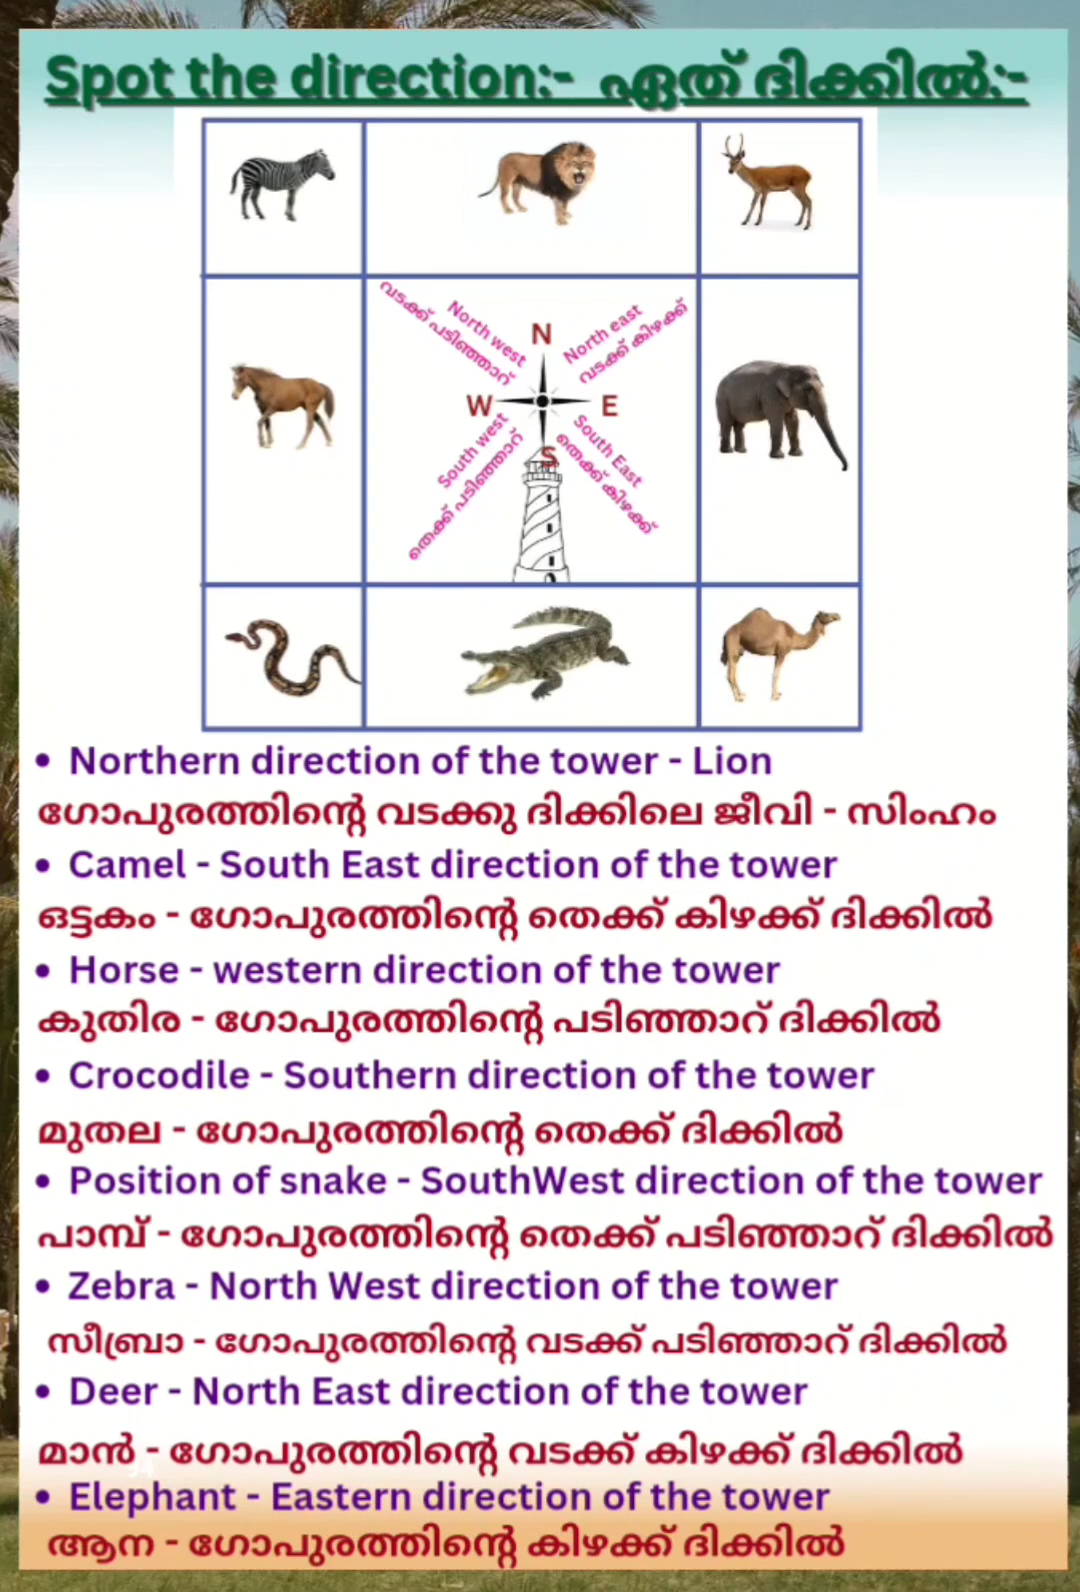 Spot the direction:- ഏത് ദിക്കിൽ:-
North west
വടക്ക് പടിഞ്ഞാറ്
N
North east
വടക്ക് കിഴക്ക്
W
E
South west
തെക്ക് പടിഞ്ഞാറ്
S
South East
തെക്ക് കിഴക്ക്
• Northern direction of the tower - Lion
ഗോപുരത്തിന്റെ വടക്കു ദിക്കിലെ ജീവി - സിംഹം
• Camel - South East direction of the tower
ഒട്ടകം - ഗോപുരത്തിന്റെ തെക്ക് കിഴക്ക് ദിക്കിൽ
• Horse - western direction of the tower
കുതിര - ഗോപുരത്തിന്റെ പടിഞ്ഞാറ് ദിക്കിൽ
• Crocodile - Southern direction of the tower
മുതല - ഗോപുരത്തിന്റെ തെക്ക് ദിക്കിൽ
• Position of snake - SouthWest direction of the tower
പാമ്പ് - ഗോപുരത്തിന്റെ തെക്ക് പടിഞ്ഞാറ് ദിക്കിൽ
• Zebra - North West direction of the tower
സീബ്രാ - ഗോപുരത്തിന്റെ വടക്ക് പടിഞ്ഞാറ് ദിക്കിൽ
• Deer - North East direction of the tower
മാൻ - ഗോപുരത്തിന്റെ വടക്ക് കിഴക്ക് ദിക്കിൽ
• Elephant - Eastern direction of the tower
ആന - ഗോപുരത്തിന്റെ കിഴക്ക് ദിക്കിൽ